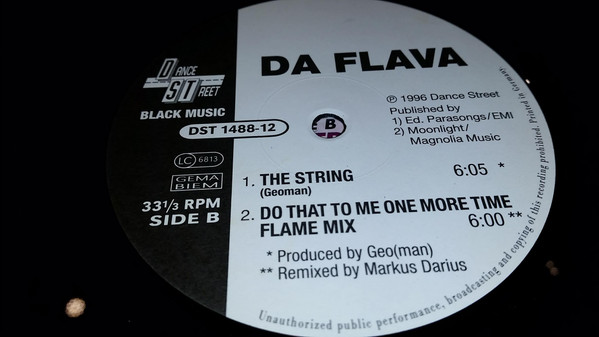 DA FLAVA
DANCE
STREET
BLACK MUSIC
DST 1488-12
LC 6813
GEMA
BIEM
33⅓ RPM
SIDE B
B
℗ 1996 Dance Street
Published by
1) Ed. Parasongs/EMI
2) Moonlight/
Magnolia Music
1. THE STRING 6:05 *
(Geoman)
2. DO THAT TO ME ONE MORE TIME
FLAME MIX 6:00 **
* Produced by Geo(man)
** Remixed by Markus Darius
Unauthorized public performance, broadcasting and copying of this recording prohibited. Printed in Germany.